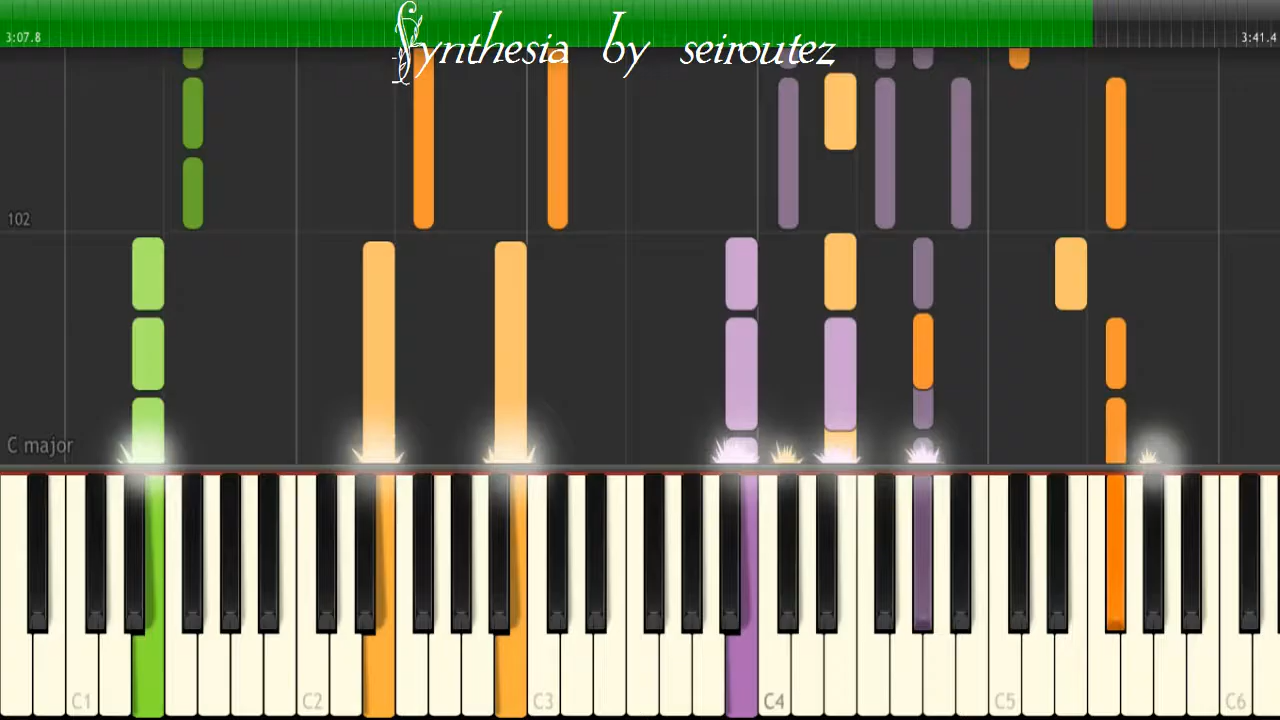 Synthesia by seiroutez
3:07.8
3:41.4
102
C major
C1
C2
C3
C4
C5
C6